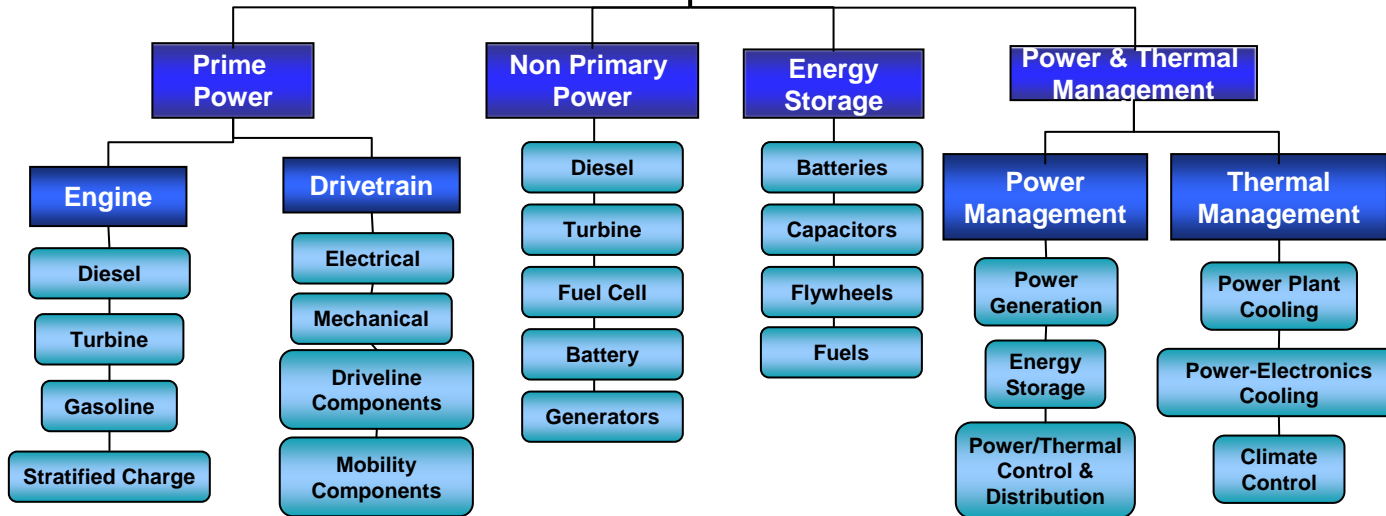 Prime
Power
Non Primary
Power
Energy
Storage
Power & Thermal
Management
Engine
Diesel
Turbine
Gasoline
Stratified Charge
Drivetrain
Electrical
Mechanical
Driveline
Components
Mobility
Components
Diesel
Turbine
Fuel Cell
Battery
Generators
Batteries
Capacitors
Flywheels
Fuels
Power
Management
Power
Generation
Energy
Storage
Power/Thermal
Control &
Distribution
Thermal
Management
Power Plant
Cooling
Power-Electronics
Cooling
Climate
Control